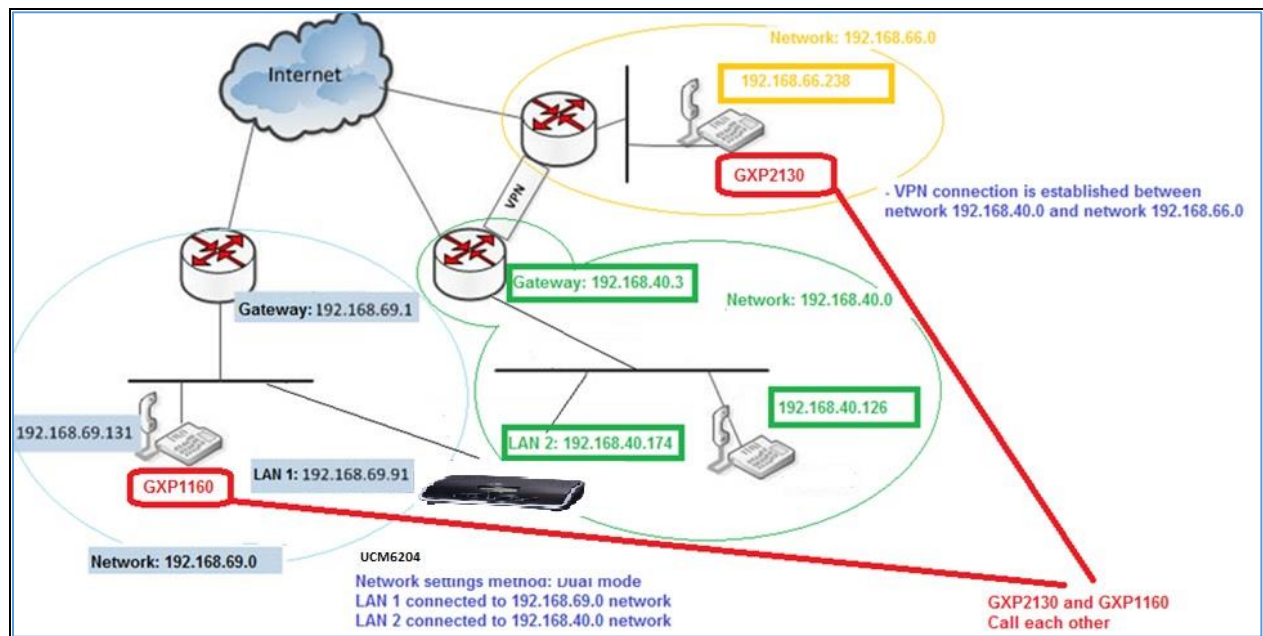 Internet
Network: 192.168.66.0
192.168.66.238
GXP2130
- VPN connection is established between
network 192.168.40.0 and network 192.168.66.0
VPN
Gateway: 192.168.40.3
Network: 192.168.40.0
Gateway: 192.168.69.1
192.168.69.131
GXP1160
LAN 1: 192.168.69.91
LAN 2: 192.168.40.174
192.168.40.126
Network: 192.168.69.0
UCM6204
Network settings method: Dual mode
LAN 1 connected to 192.168.69.0 network
LAN 2 connected to 192.168.40.0 network
GXP2130 and GXP1160
Call each other